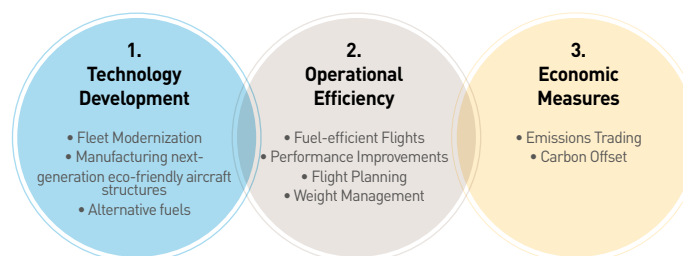 1.
Technology
Development
• Fleet Modernization
• Manufacturing next-
generation eco-friendly aircraft
structures
• Alternative fuels
2.
Operational
Efficiency
• Fuel-efficient Flights
• Performance Improvements
• Flight Planning
• Weight Management
3.
Economic
Measures
• Emissions Trading
• Carbon Offset